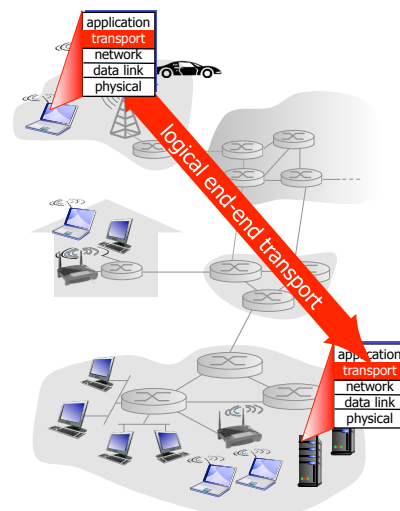 application
transport
network
data link
physical
logical end-end transport
application
transport
network
data link
physical